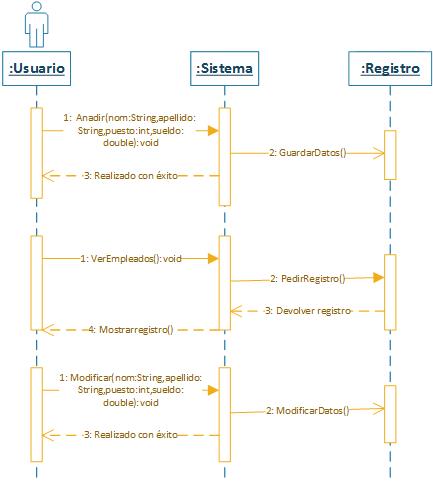 :Usuario
:Sistema
:Registro
1: Anadir(nom:String,apellido:
String,puesto:int,sueldo:
double): void
2: GuardarDatos()
3: Realizado con éxito
1: VerEmpleados(): void
2: PedirRegistro()
3: Devolver registro
4: Mostrarregistro()
1: Modificar(nom:String,apellido:
String,puesto:int,sueldo:
double): void
2: ModificarDatos()
3: Realizado con éxito